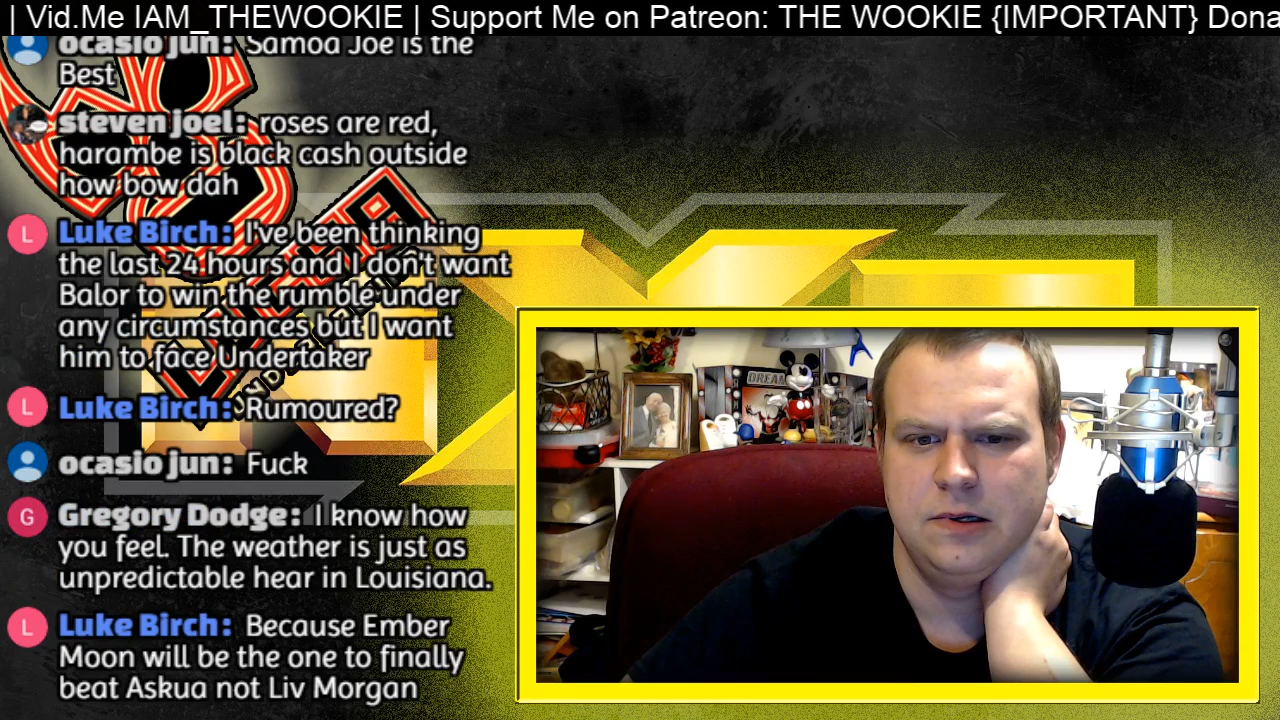 | Vid.Me IAM_THEWOOKIE | Support Me on Patreon: THE WOOKIE {IMPORTANT} Dona
ocasio jun: Samoa Joe is the
Best
steven joel: roses are red,
harambe is black cash outside
how bow dah
Luke Birch: I've been thinking
the last 24 hours and I don't want
Balor to win the rumble under
any circumstances but I want
him to face Undertaker
Luke Birch: Rumoured?
ocasio jun: Fuck
Gregory Dodge: I know how
you feel. The weather is just as
unpredictable hear in Louisiana.
Luke Birch: Because Ember
Moon will be the one to finally
beat Askua not Liv Morgan
DREAM